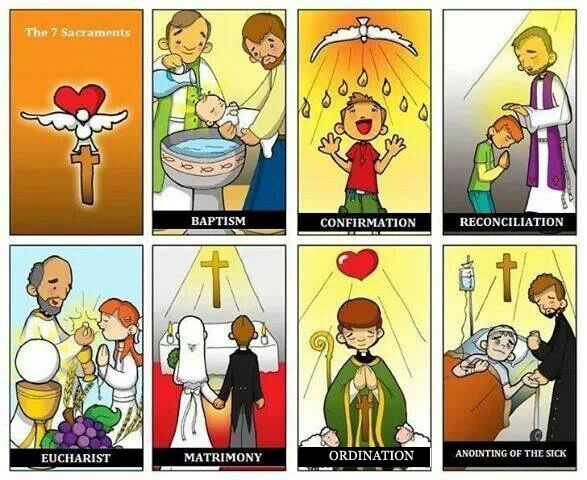 The 7 Sacraments
BAPTISM
CONFIRMATION
RECONCILIATION
EUCHARIST
MATRIMONY
ORDINATION
ANOINTING OF THE SICK